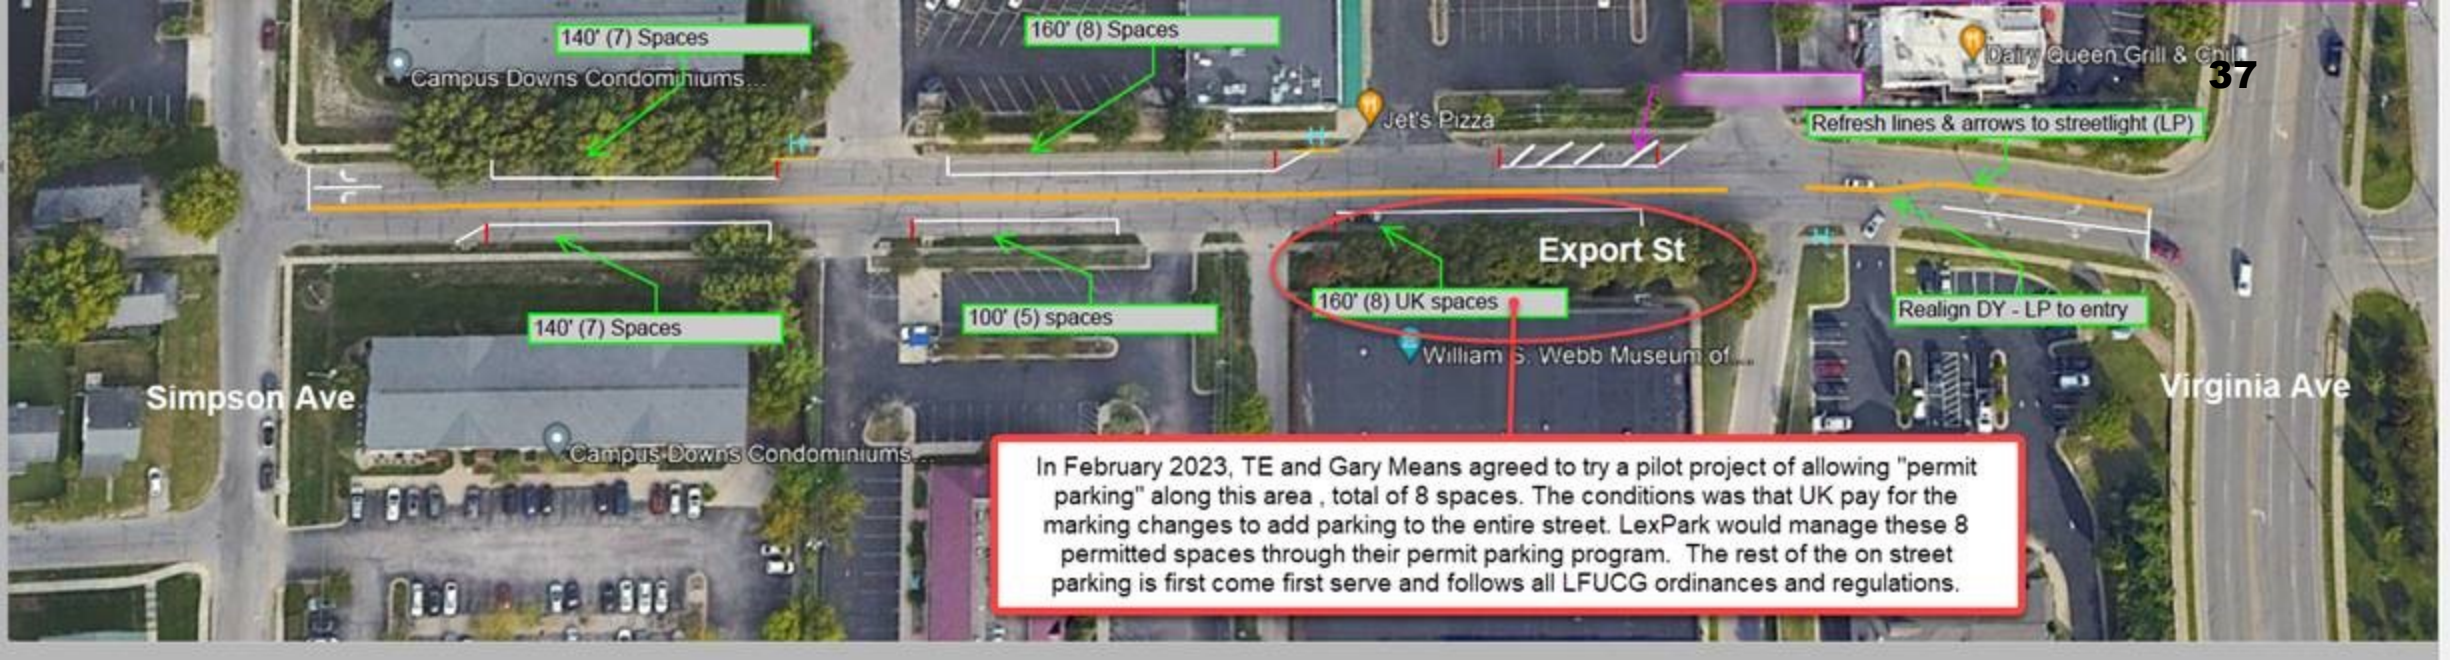 140' (7) Spaces
160' (8) Spaces
Dairy Queen Grill & Chill
37
Campus Downs Condominiums...
Jet's Pizza
Refresh lines & arrows to streetlight (LP)
Export St
160' (8) UK spaces
Realign DY - LP to entry
140' (7) Spaces
100' (5) spaces
William S. Webb Museum of...
Simpson Ave
Virginia Ave
Campus Downs Condominiums...
In February 2023, TE and Gary Means agreed to try a pilot project of allowing "permit
parking" along this area , total of 8 spaces. The conditions was that UK pay for the
marking changes to add parking to the entire street. LexPark would manage these 8
permitted spaces through their permit parking program.  The rest of the on street
parking is first come first serve and follows all LFUCG ordinances and regulations.